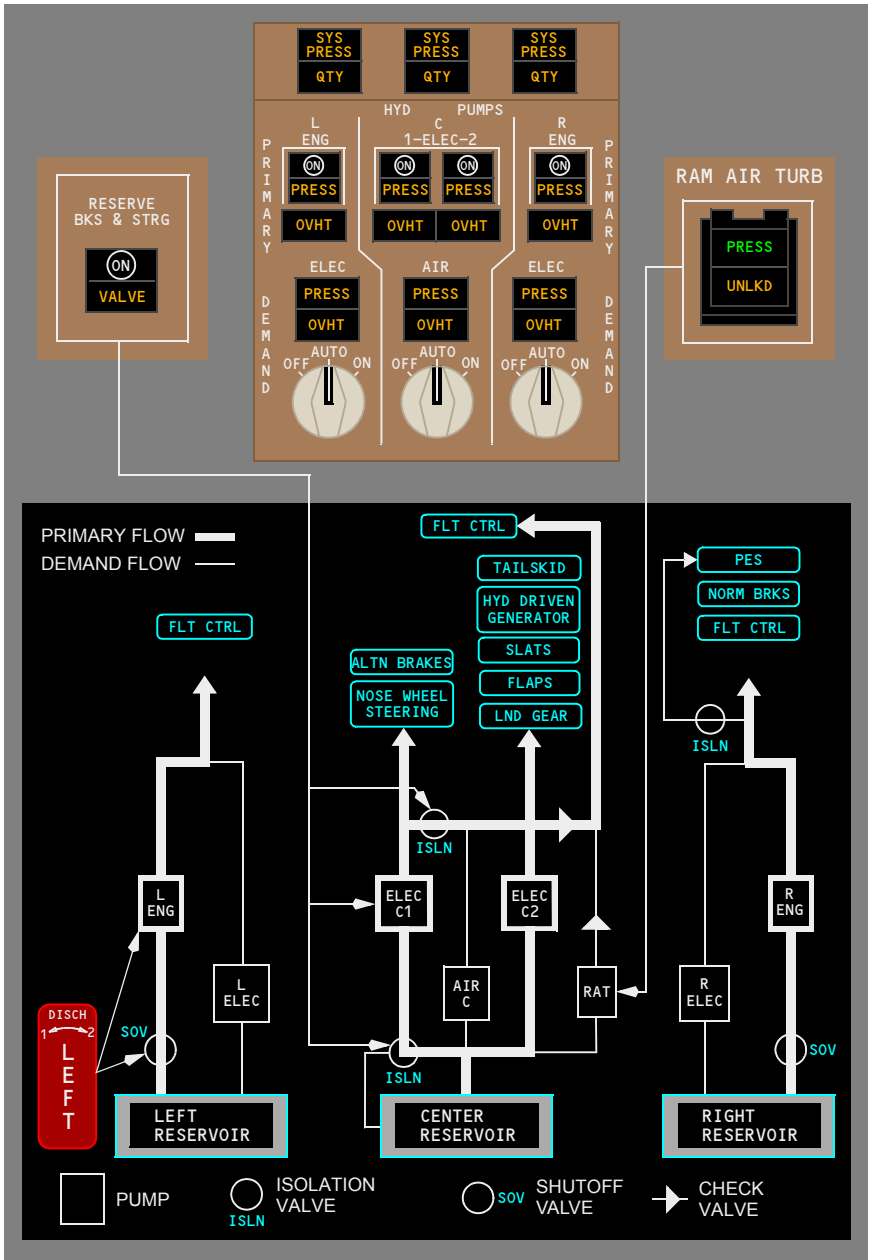 SYS PRESS
QTY
SYS PRESS
QTY
SYS PRESS
QTY
HYD PUMPS
PRIMARY
L
ENG
ON
PRESS
OVHT
C
1-ELEC-2
ON
PRESS
ON
PRESS
OVHT
OVHT
R
ENG
ON
PRESS
OVHT
PRIMARY
DEMAND
ELEC
PRESS
OVHT
OFF AUTO ON
AIR
PRESS
OVHT
OFF AUTO ON
ELEC
PRESS
OVHT
OFF AUTO ON
DEMAND
RESERVE
BKS & STRG
ON
VALVE
RAM AIR TURB
PRESS
UNLKD
PRIMARY FLOW
DEMAND FLOW
FLT CTRL
FLT CTRL
TAILSKID
HYD DRIVEN
GENERATOR
SLATS
FLAPS
LND GEAR
ALTN BRAKES
NOSE WHEEL
STEERING
PES
NORM BRKS
FLT CTRL
ISLN
ISLN
L
ENG
ELEC
C1
ELEC
C2
R
ENG
L
ELEC
AIR
C
RAT
R
ELEC
DISCH
1 2
LEFT
SOV
ISLN
SOV
LEFT
RESERVOIR
CENTER
RESERVOIR
RIGHT
RESERVOIR
PUMP
ISLN
ISOLATION
VALVE
SOV
SHUTOFF
VALVE
CHECK
VALVE